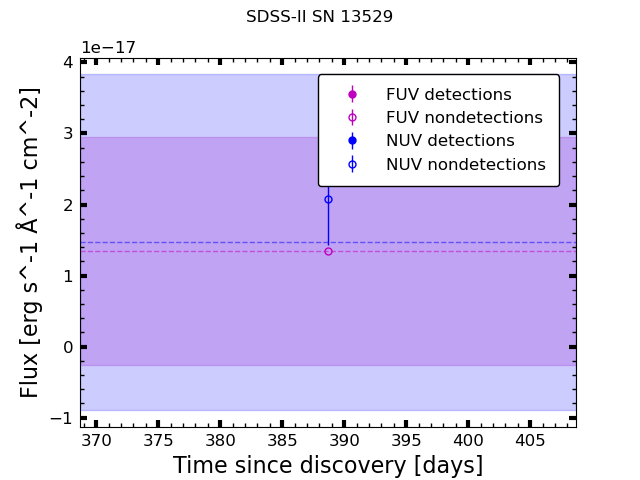 SDSS-II SN 13529
1e−17
4
3
2
1
0
−1
FUV detections
FUV nondetections
NUV detections
NUV nondetections
370 375 380 385 390 395 400 405
Time since discovery [days]
Flux [erg s^-1 Å^-1 cm^-2]